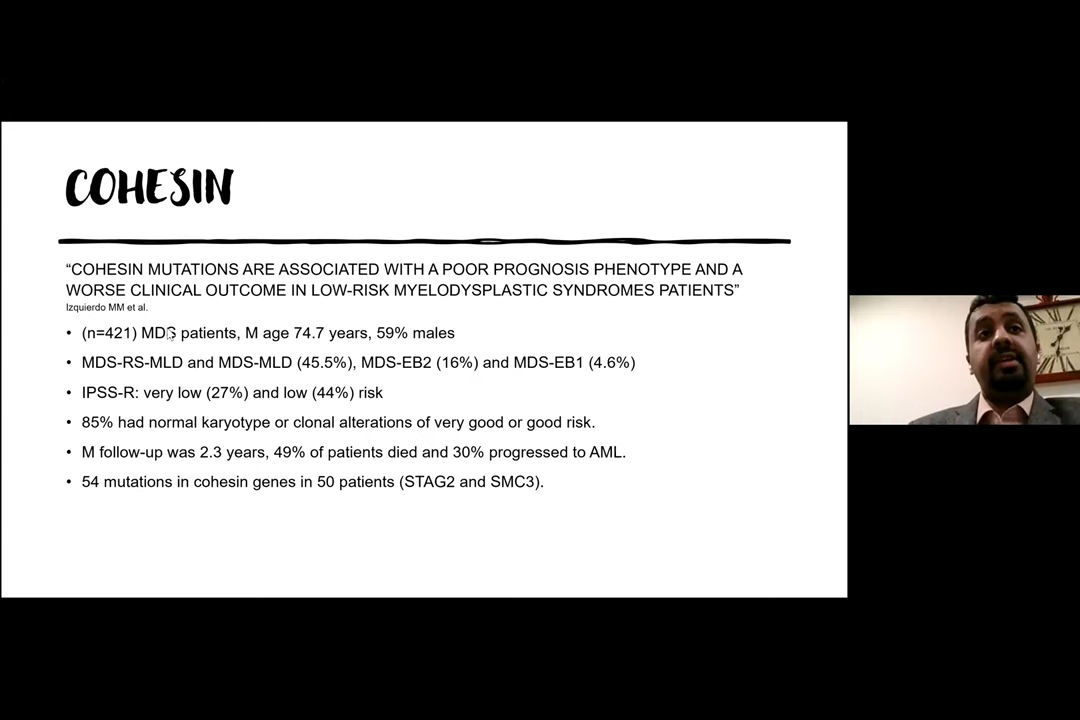 COHESIN
“COHESIN MUTATIONS ARE ASSOCIATED WITH A POOR PROGNOSIS PHENOTYPE AND A
WORSE CLINICAL OUTCOME IN LOW-RISK MYELODYSPLASTIC SYNDROMES PATIENTS”
Izquierdo MM et al.
• (n=421) MDS patients, M age 74.7 years, 59% males
• MDS-RS-MLD and MDS-MLD (45.5%), MDS-EB2 (16%) and MDS-EB1 (4.6%)
• IPSS-R: very low (27%) and low (44%) risk
• 85% had normal karyotype or clonal alterations of very good or good risk.
• M follow-up was 2.3 years, 49% of patients died and 30% progressed to AML.
• 54 mutations in cohesin genes in 50 patients (STAG2 and SMC3).